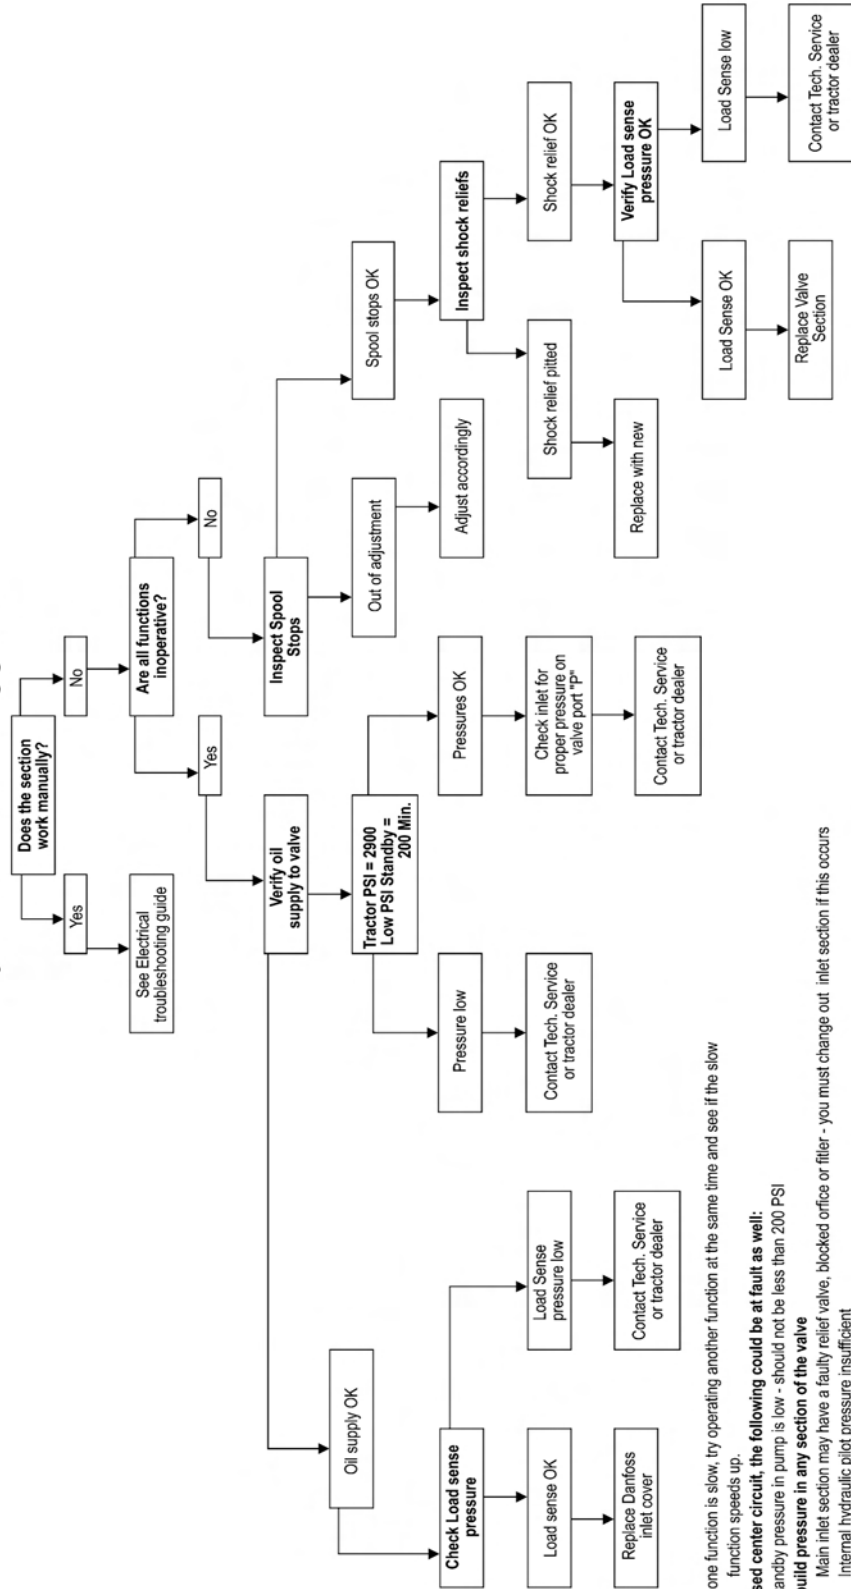 Does the section
work manually?
Yes
No
See Electrical
troubleshooting guide
Are all functions
inoperative?
Yes
No
Verify oil
supply to valve
Inspect Spool
Stops
Oil supply OK
Tractor PSI = 2900
Low PSI Standby =
200 Min.
Out of adjustment
Spool stops OK
Check Load sense
pressure
Pressure low
Pressures OK
Adjust accordingly
Inspect shock reliefs
Load sense OK
Load Sense
pressure low
Contact Tech. Service
or tractor dealer
Check inlet for
proper pressure on
valve port "P"
Shock relief pitted
Shock relief OK
Replace Danfoss
inlet cover
Contact Tech. Service
or tractor dealer
Contact Tech. Service
or tractor dealer
Replace with new
Verify Load sense
pressure OK
Load Sense OK
Load Sense low
Replace Valve
Section
Contact Tech. Service
or tractor dealer
one function is slow, try operating another function at the same time and see if the slow
function speeds up.
sed center circuit, the following could be at fault as well:
andby pressure in pump is low - should not be less than 200 PSI
build pressure in any section of the valve
Main inlet section may have a faulty relief valve, blocked orfice or fitler - you must change out inlet section if this occurs
Internal hydraulic pilot pressure insufficient